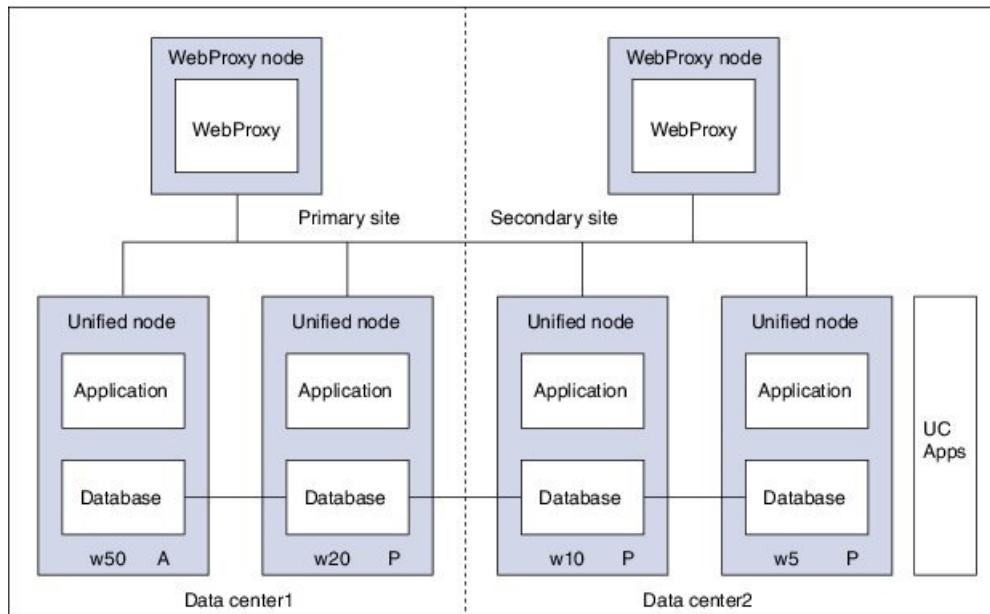 WebProxy node
WebProxy node
WebProxy
WebProxy
Primary site
Secondary site
Unified node
Unified node
Unified node
Unified node
Application
Application
Application
Application
UC
Apps
Database
Database
Database
Database
w50 A
w20 P
w10 P
w5 P
Data center1
Data center2